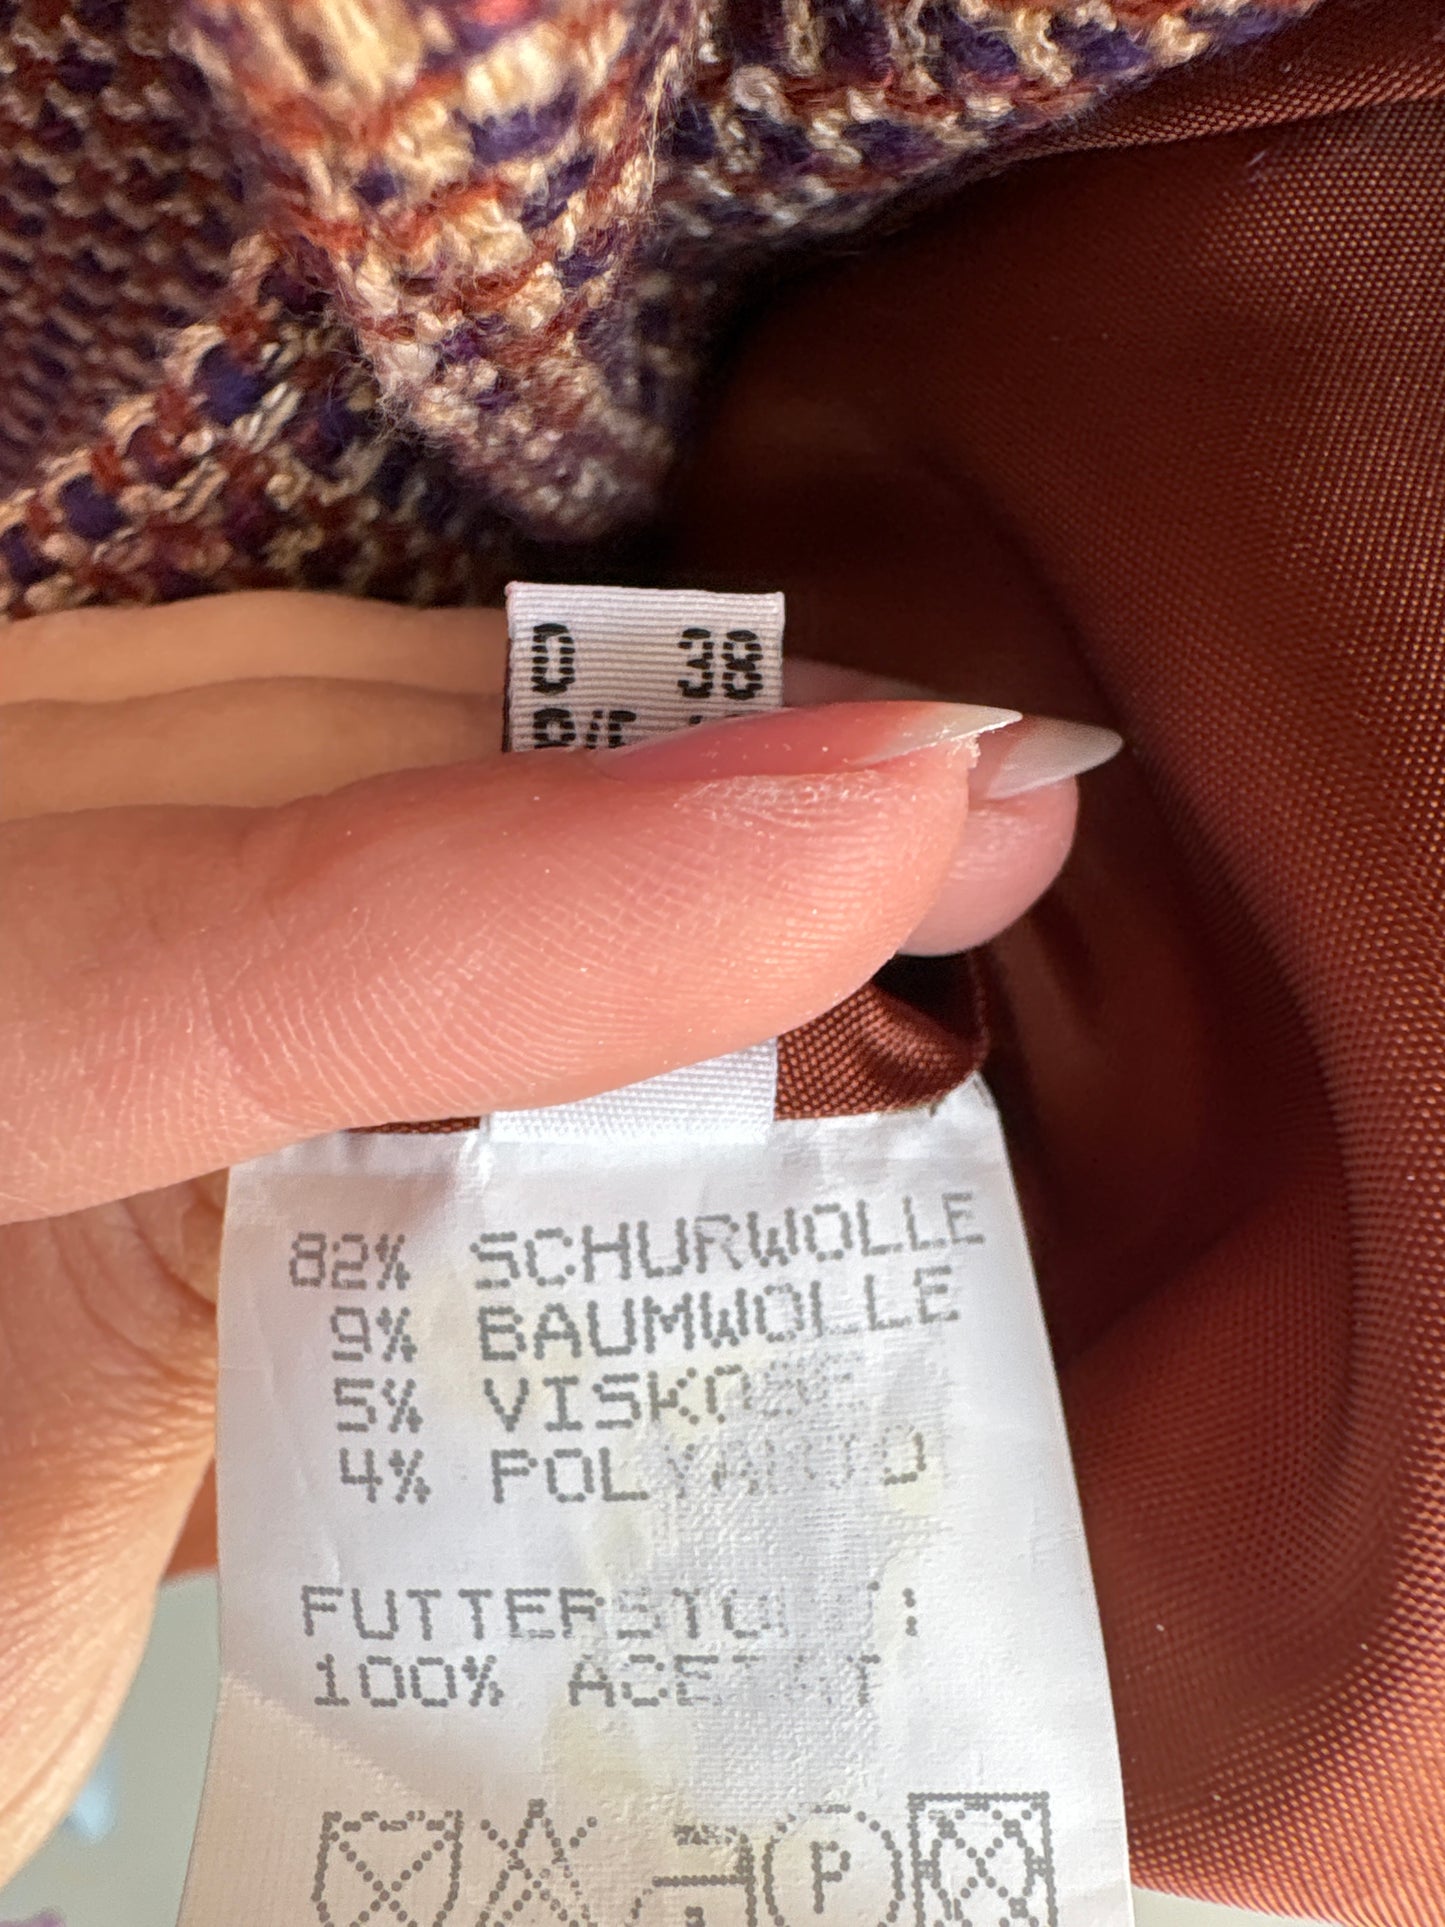 D 38
82% SCHURWOLLE
9% BAUMWOLLE
5% VISKOSE
4% POLYAMID
FUTTERSTOFF:
100% ACETAT
P